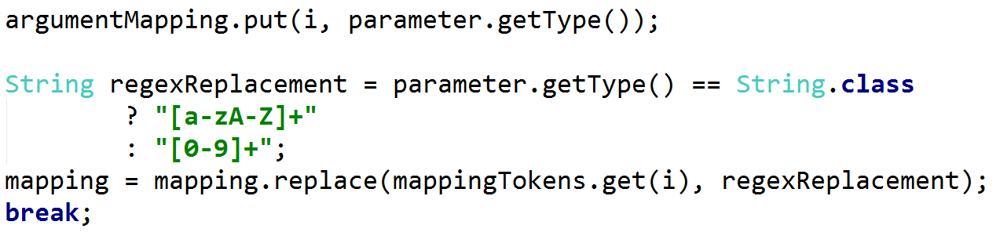 argumentMapping.put(i, parameter.getType());
String regexReplacement = parameter.getType() == String.class
? "[a-zA-Z]+"
: "[0-9]+";
mapping = mapping.replace(mappingTokens.get(i), regexReplacement);
break;